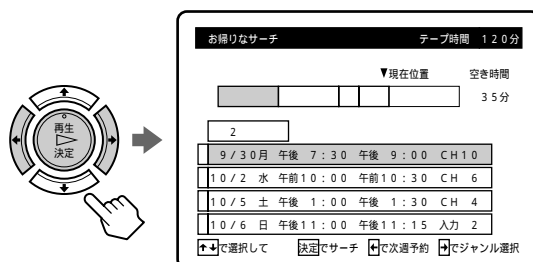 お帰りなサーチ テープ時間 120分
▼現在位置 空き時間
35分
再生
決定
2
9/30月 午後 7:30 午後 9:00 CH10
10/2 水 午前10:00 午前10:30 CH 6
10/5 土 午後 1:00 午後 1:30 CH 4
10/6 日 午後11:00 午後11:15 入力 2
↑↓で選択して 決定でサーチ ←で次週予約 →でジャンル選択